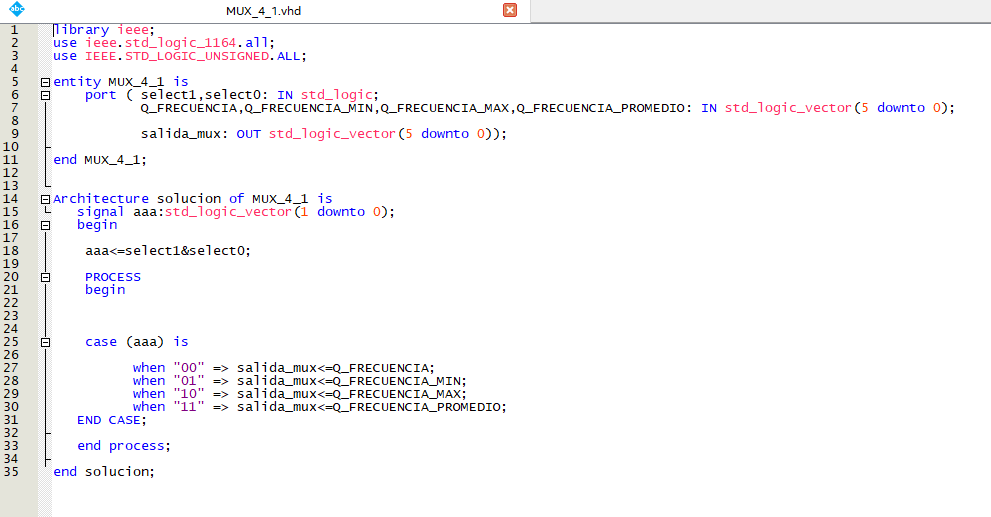 abc
MUX_4_1.vhd
1 library ieee;
2 use ieee.std_logic_1164.all;
3 use IEEE.STD_LOGIC_UNSIGNED.ALL;
4
5 entity MUX_4_1 is
6 port ( select1,select0: IN std_logic;
7 Q_FRECUENCIA,Q_FRECUENCIA_MIN,Q_FRECUENCIA_MAX,Q_FRECUENCIA_PROMEDIO: IN std_logic_vector(5 downto 0);
8
9 salida_mux: OUT std_logic_vector(5 downto 0));
10
11 end MUX_4_1;
12
13
14 Architecture solucion of MUX_4_1 is
15 signal aaa:std_logic_vector(1 downto 0);
16 begin
17
18 aaa<=select1&select0;
19
20 PROCESS
21 begin
22
23
24
25 case (aaa) is
26
27 when "00" => salida_mux<=Q_FRECUENCIA;
28 when "01" => salida_mux<=Q_FRECUENCIA_MIN;
29 when "10" => salida_mux<=Q_FRECUENCIA_MAX;
30 when "11" => salida_mux<=Q_FRECUENCIA_PROMEDIO;
31 END CASE;
32
33 end process;
34
35 end solucion;